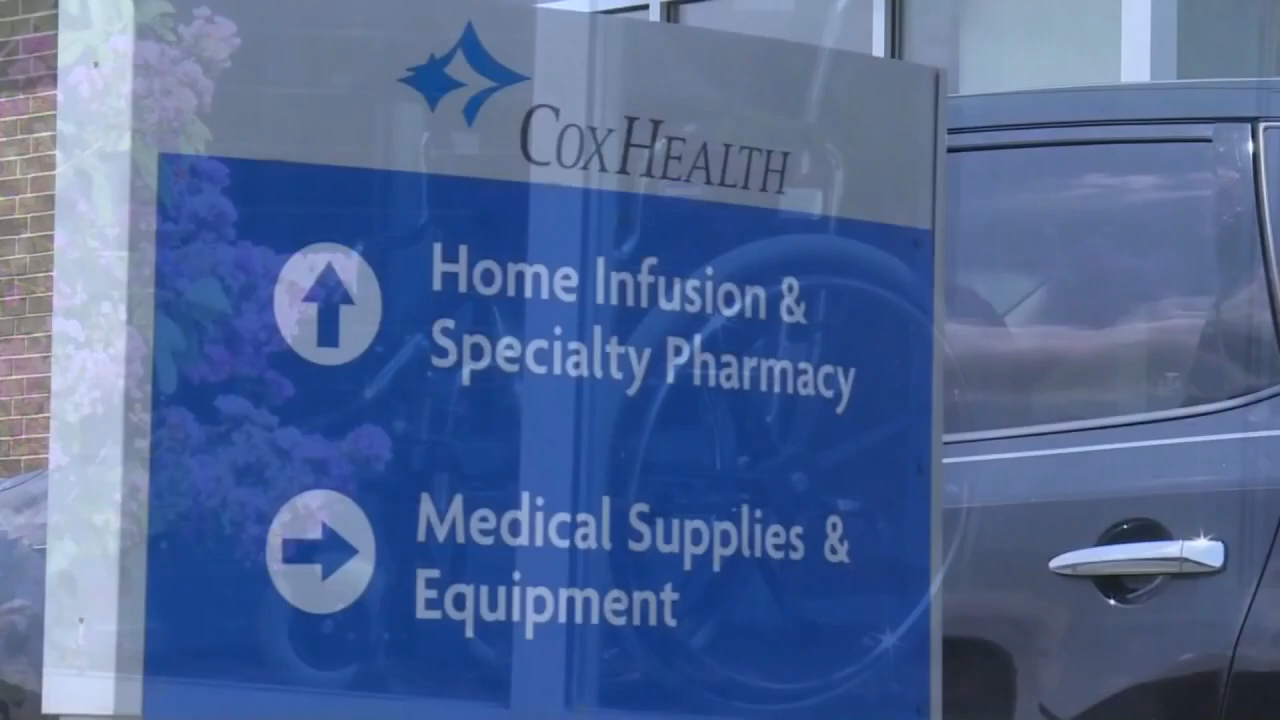 COXHEALTH
Home Infusion &
Specialty Pharmacy
Medical Supplies &
Equipment